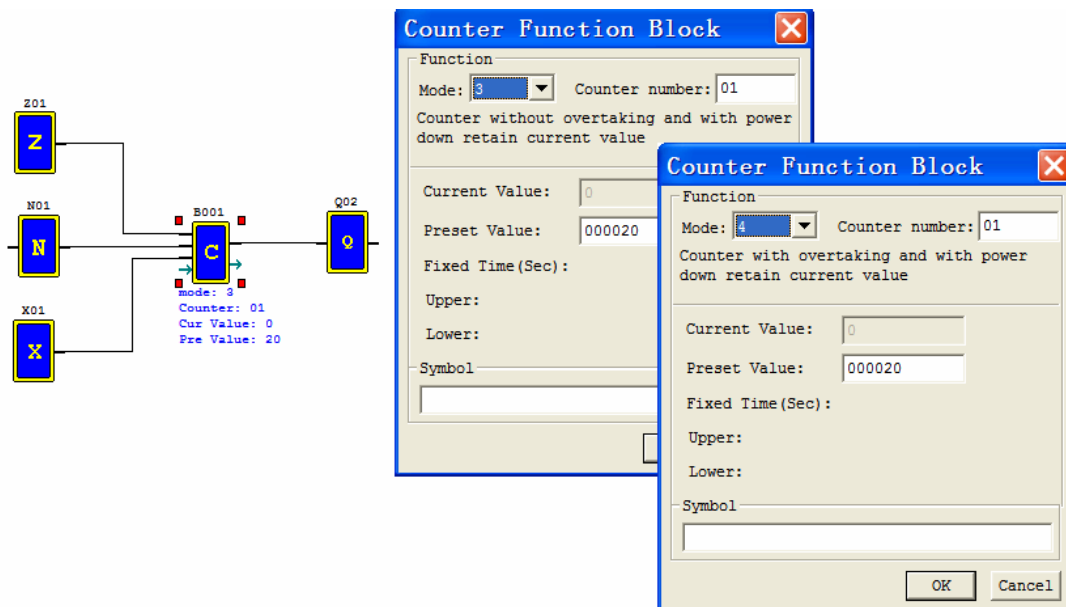 Z01
Z
N01
N
X01
X
B001
C
mode: 3
Counter: 01
Cur Value: 0
Pre Value: 20
Q02
Q
Counter Function Block
Function
Mode: 3 Counter number: 01
Counter without overtaking and with power
down retain current value
Current Value: 0
Preset Value: 000020
Fixed Time(Sec):
Upper:
Lower:
Symbol
Counter Function Block
Function
Mode: 4 Counter number: 01
Counter with overtaking and with power
down retain current value
Current Value: 0
Preset Value: 000020
Fixed Time(Sec):
Upper:
Lower:
Symbol
OK Cancel